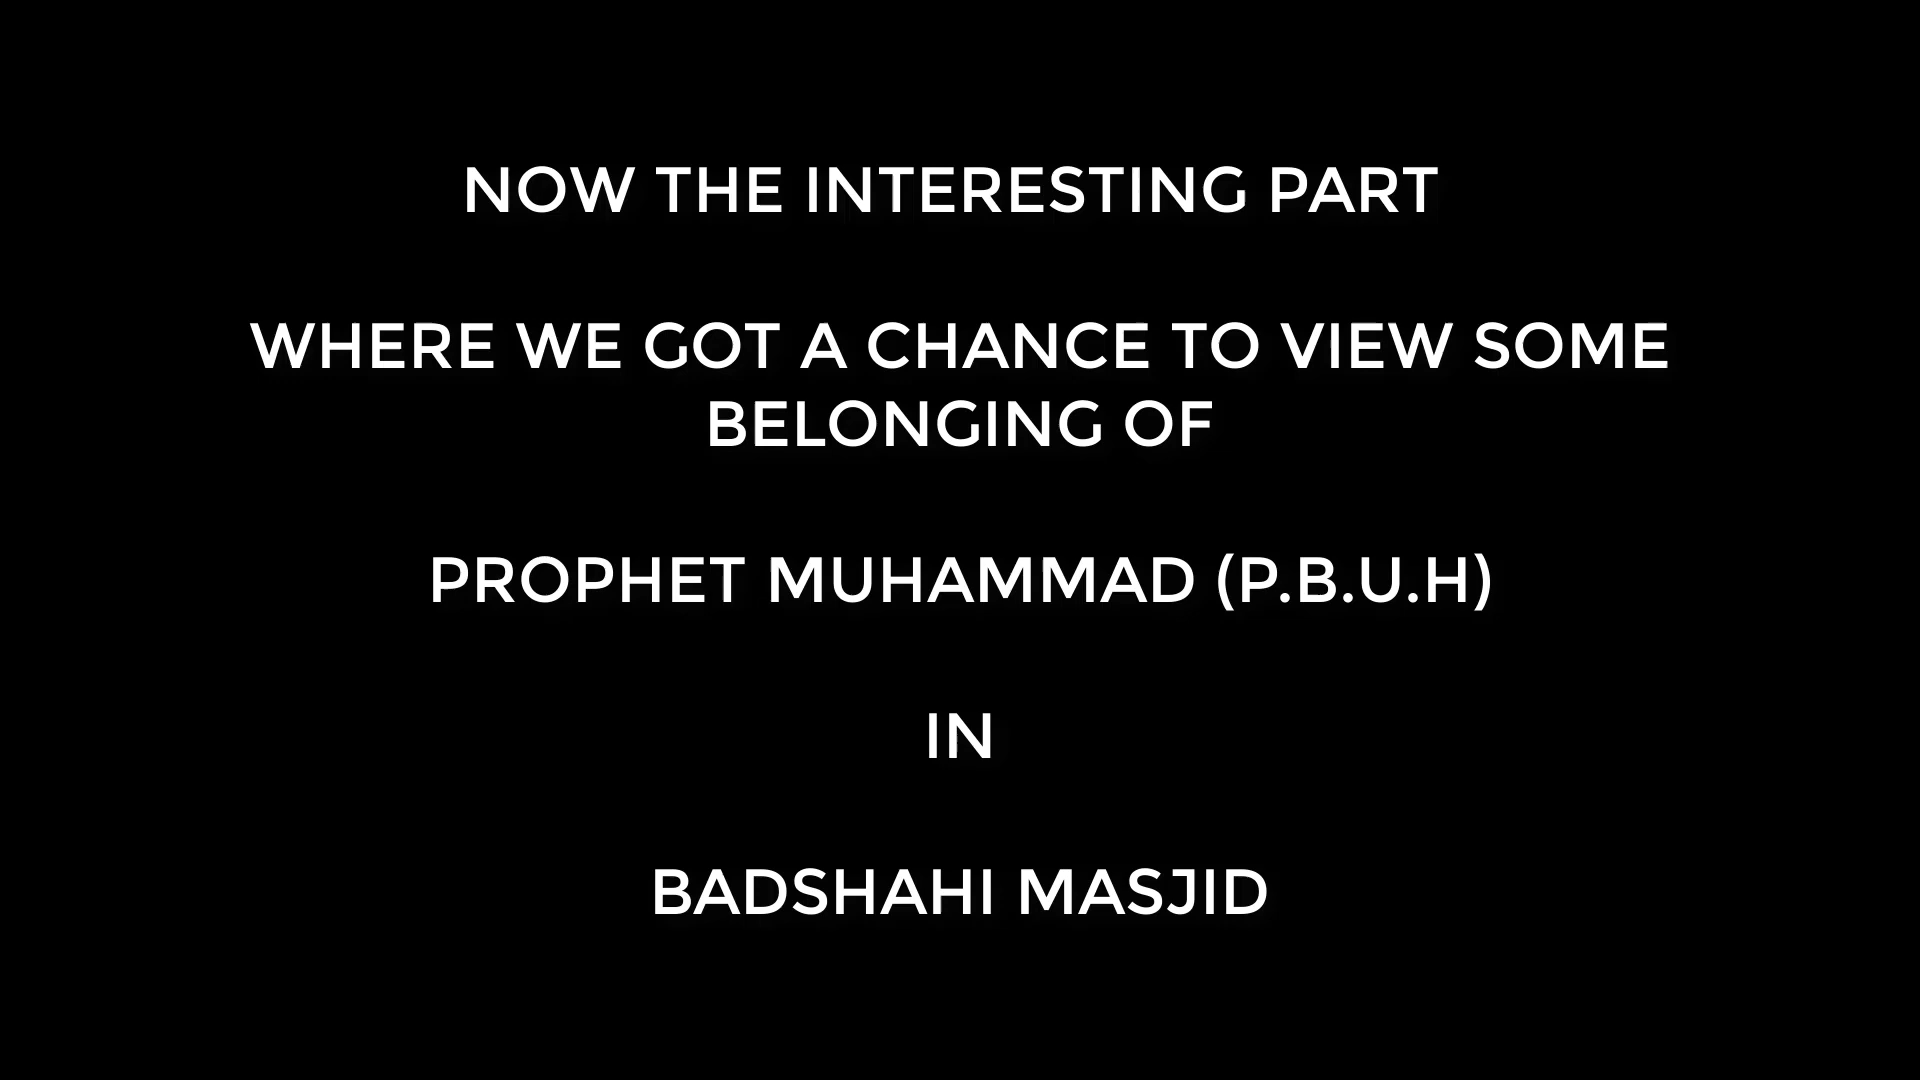 NOW THE INTERESTING PART
WHERE WE GOT A CHANCE TO VIEW SOME
BELONGING OF
PROPHET MUHAMMAD (P.B.U.H)
IN
BADSHAHI MASJID